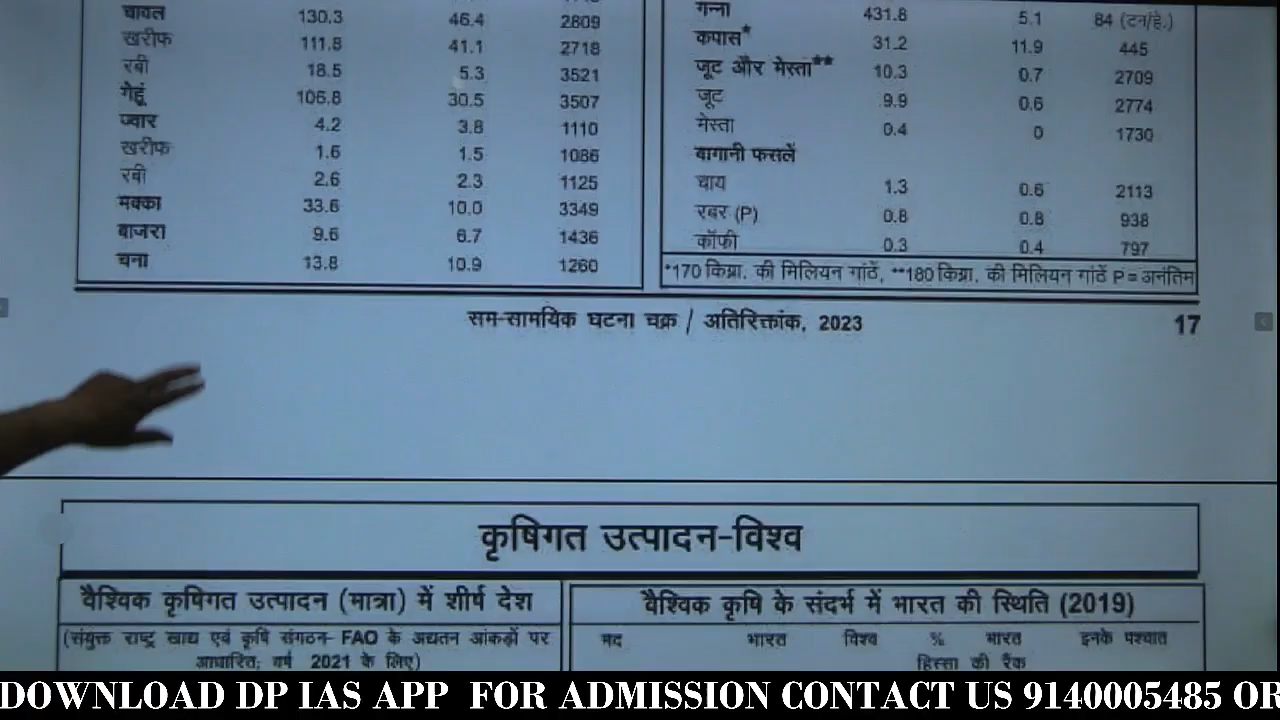 चावल 130.3 46.4 2809
खरीफ 111.8 41.1 2718
रबी 18.5 5.3 3521
गेहूं 106.8 30.5 3507
ज्वार 4.2 3.8 1110
खरीफ 1.6 1.5 1086
रबी 2.6 2.3 1125
मक्का 33.6 10.0 3349
बाजरा 9.6 6.7 1436
चना 13.8 10.9 1260
गन्ना 431.8 5.1 84 (टन/हे.)
कपास* 31.2 11.9 445
जूट और मेस्ता** 10.3 0.7 2709
जूट 9.9 0.6 2774
मेस्ता 0.4 0 1730
बागानी फसलें
चाय 1.3 0.6 2113
रबर (P) 0.8 0.8 938
कॉफी 0.3 0.4 797
*170 किग्रा. की मिलियन गांठें, **180 किग्रा. की मिलियन गांठें P = अनंतिम
सम-सामयिक घटना चक्र / अतिरिक्तांक, 2023 17
कृषिगत उत्पादन-विश्व
वैश्विक कृषिगत उत्पादन (मात्रा) में शीर्ष देश
(संयुक्त राष्ट्र खाद्य एवं कृषि संगठन- FAO के अद्यतन आंकड़ों पर
आधारित; वर्ष 2021 के लिए)
वैश्विक कृषि के संदर्भ में भारत की स्थिति (2019)
मद भारत विश्व % भारत इनके पश्चात
हिस्सा की रैंक
DOWNLOAD DP IAS APP FOR ADMISSION CONTACT US 9140005485 OR